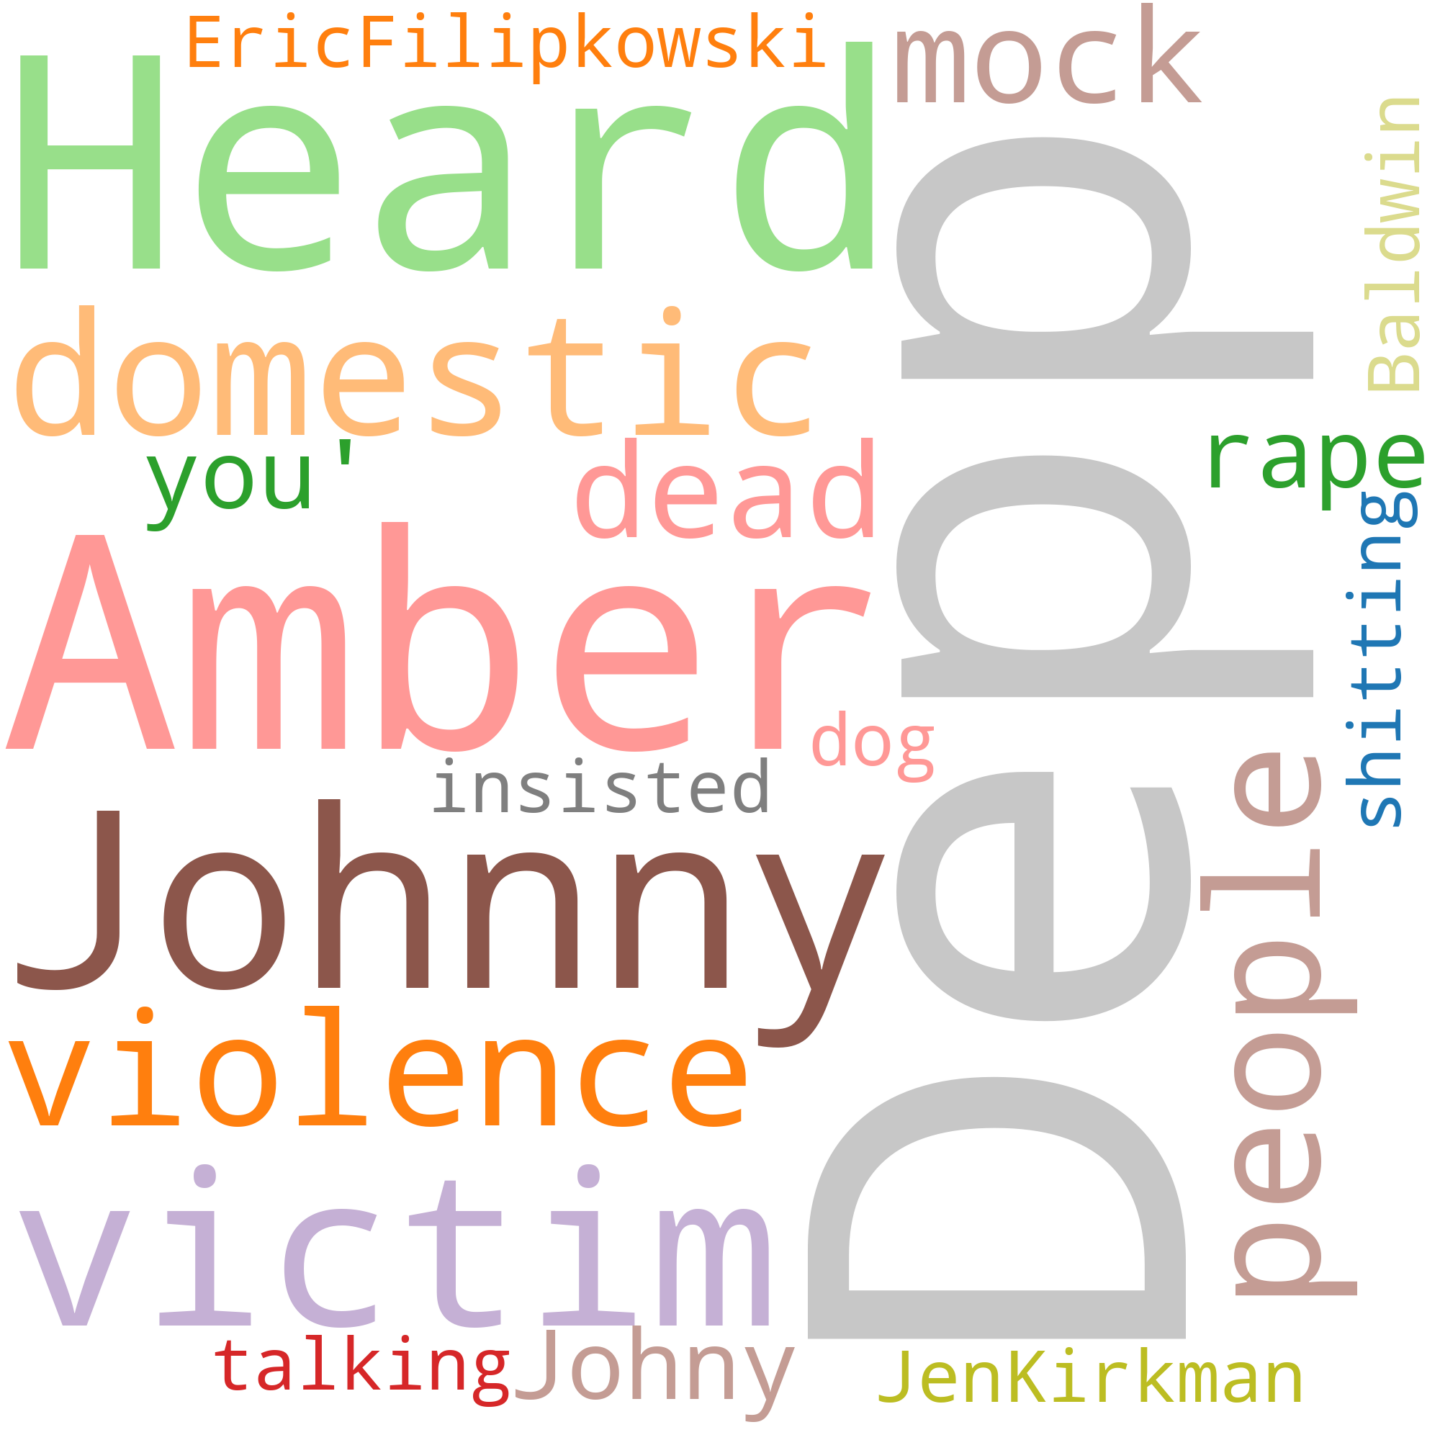 EricFilipkowski
mock
Heard
Baldwin
domestic
you'
dead
rape
Depp
shitting
Amber
dog
insisted
people
Johnny
violence
victim
talking
Johny
JenKirkman